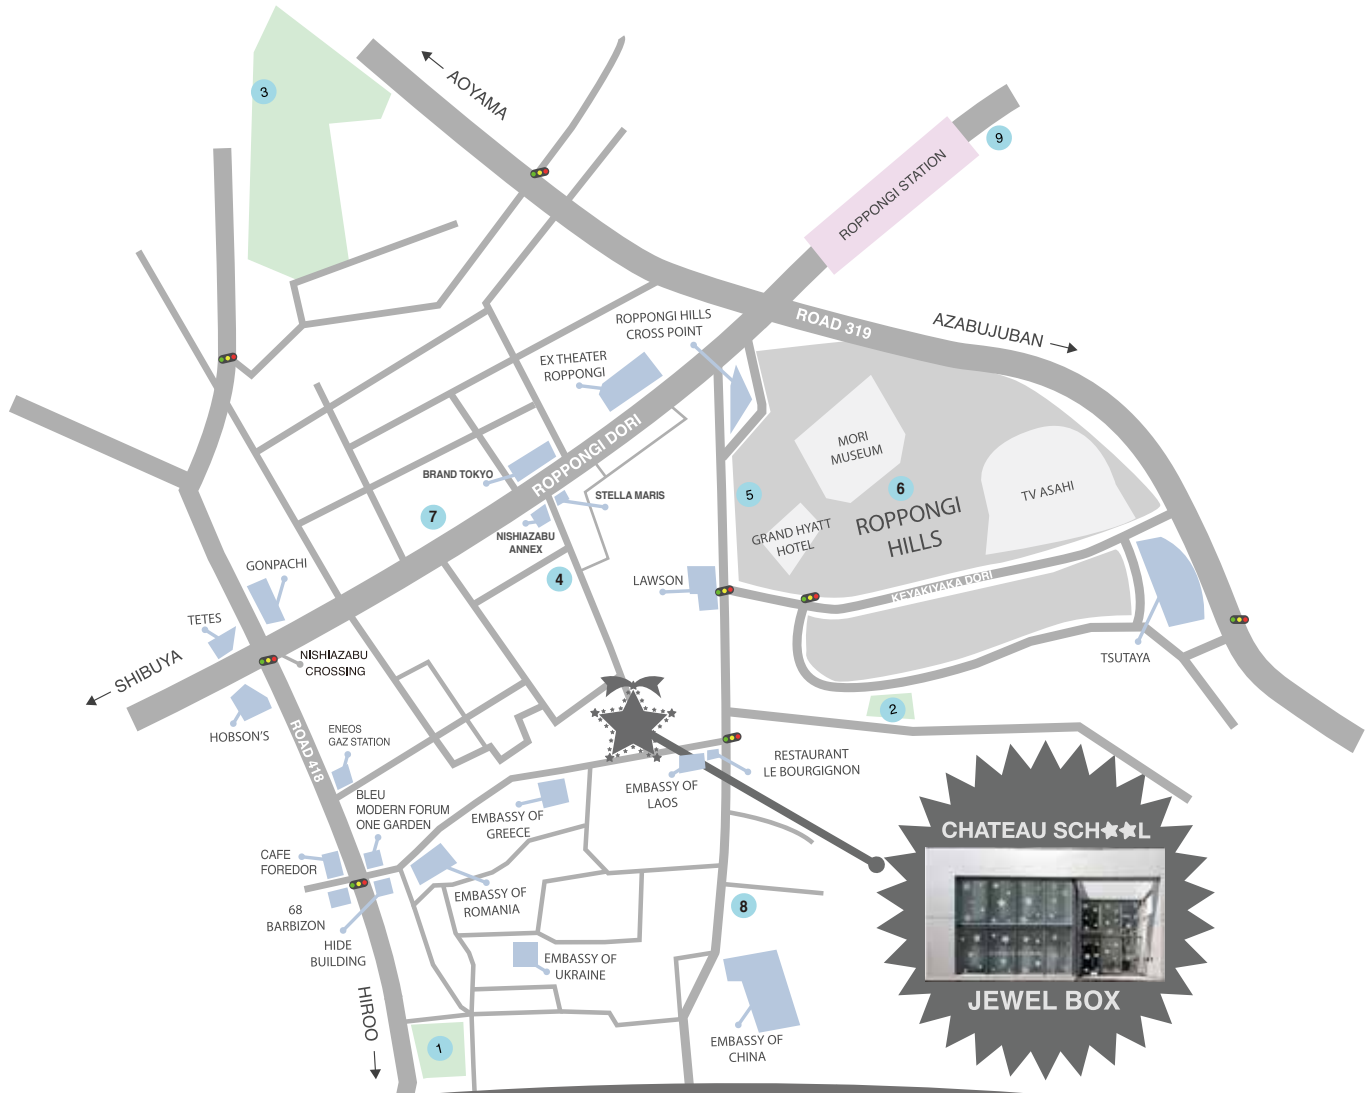 3
AOYAMA
9
ROPPONGI STATION
ROPPONGI HILLS
CROSS POINT
ROAD 319
AZABUJUBAN
EX THEATER
ROPPONGI
ROPPONGI DORI
MORI
MUSEUM
BRAND TOKYO
STELLA MARIS
5
6
TV ASAHI
7
NISHIAZABU
ANNEX
GRAND HYATT
HOTEL
ROPPONGI
HILLS
GONPACHI
4
LAWSON
KEYAKIYAKA DORI
TETES
SHIBUYA
NISHIAZABU
CROSSING
TSUTAYA
HOBSON'S
ROAD 418
ENEOS
GAZ STATION
2
RESTAURANT
LE BOURGIGNON
EMBASSY OF
LAOS
BLEU
MODERN FORUM
ONE GARDEN
EMBASSY OF
GREECE
CHATEAU SCH★★L
CAFE
FOREDOR
EMBASSY OF
ROMANIA
68
BARBIZON
8
HIDE
BUILDING
EMBASSY OF
UKRAINE
JEWEL BOX
HIROO
1
EMBASSY OF
CHINA